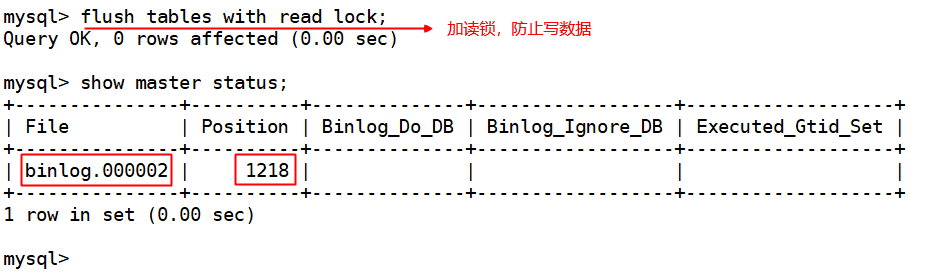 mysql> flush tables with read lock;
加读锁，防止写数据
Query OK, 0 rows affected (0.00 sec)
mysql> show master status;
+---------------+----------+--------------+------------------+-------------------+
| File          | Position | Binlog_Do_DB | Binlog_Ignore_DB | Executed_Gtid_Set |
+---------------+----------+--------------+------------------+-------------------+
| binlog.000002 |     1218 |              |                  |                   |
+---------------+----------+--------------+------------------+-------------------+
1 row in set (0.00 sec)
mysql>